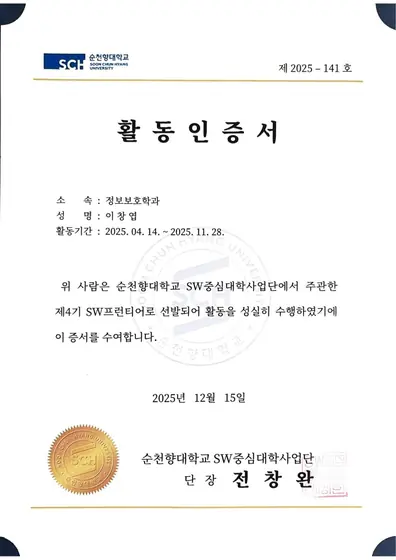 SCH 순천향대학교
SOON CHUN HYANG
UNIVERSITY
제 2025 - 141 호
활동인증서
소 속 : 정보보호학과
성 명 : 이창엽
활동기간 : 2025. 04. 14. ~ 2025. 11. 28.
위 사람은 순천향대학교 SW중심대학사업단에서 주관한
제4기 SW프런티어로 선발되어 활동을 성실히 수행하였기에
이 증서를 수여합니다.
2025년 12월 15일
순천향대학교 SW중심대학사업단
단 장 전창완
SCH